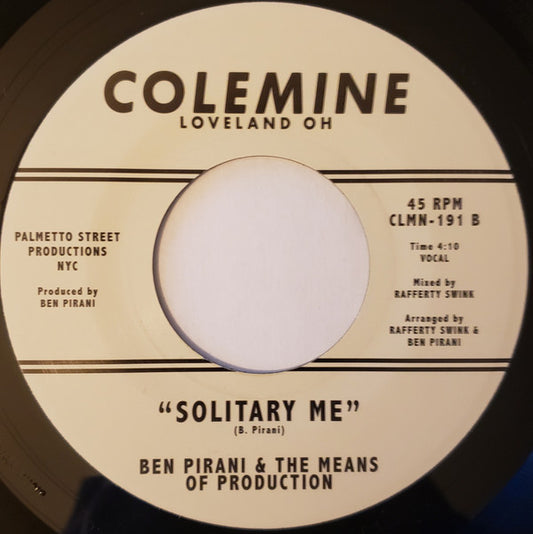 COLEMINE
LOVELAND OH
PALMETTO STREET
PRODUCTIONS
NYC
Produced by
BEN PIRANI
45 RPM
CLMN-191 B
Time 4:10
VOCAL
Mixed by
RAFFERTY SWINK
Arranged by
RAFFERTY SWINK &
BEN PIRANI
"SOLITARY ME"
(B. Pirani)
BEN PIRANI & THE MEANS
OF PRODUCTION